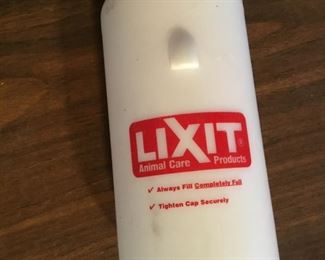 LIXIT®
Animal Care Products
✓ Always Fill Completely Full
✓ Tighten Cap Securely